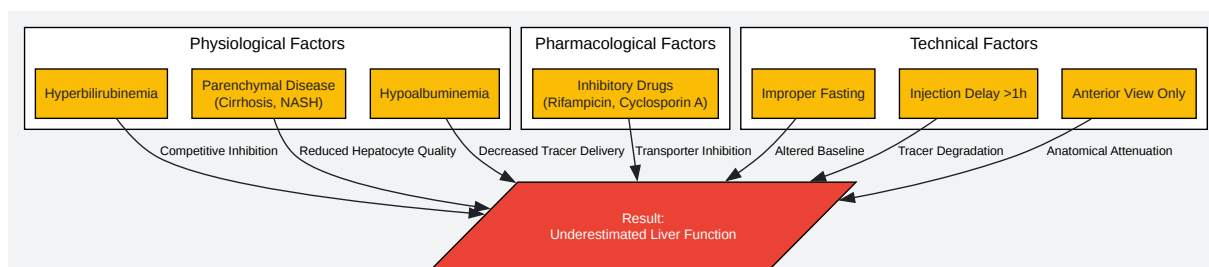 Physiological Factors
Pharmacological Factors
Technical Factors
Hyperbilirubinemia
Parenchymal Disease
(Cirrhosis, NASH)
Hypoalbuminemia
Inhibitory Drugs
(Rifampicin, Cyclosporin A)
Improper Fasting
Injection Delay >1h
Anterior View Only
Competitive Inhibition
Reduced Hepatocyte Quality
Decreased Tracer Delivery
Transporter Inhibition
Altered Baseline
Tracer Degradation
Anatomical Attenuation
Result:
Underestimated Liver Function